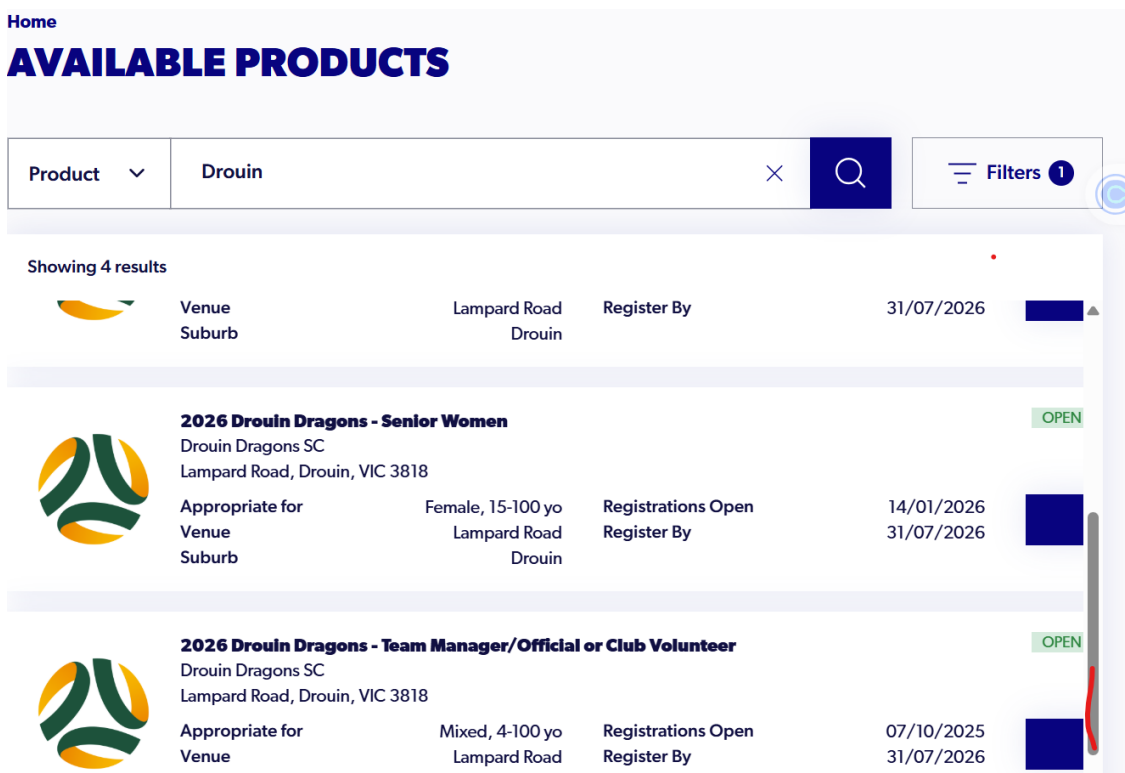 Home
AVAILABLE PRODUCTS
Product Drouin Filters 1
Showing 4 results
Venue Lampard Road Register By 31/07/2026
Suburb Drouin
2026 Drouin Dragons - Senior Women OPEN
Drouin Dragons SC
Lampard Road, Drouin, VIC 3818
Appropriate for Female, 15-100 yo Registrations Open 14/01/2026
Venue Lampard Road Register By 31/07/2026
Suburb Drouin
2026 Drouin Dragons - Team Manager/Official or Club Volunteer OPEN
Drouin Dragons SC
Lampard Road, Drouin, VIC 3818
Appropriate for Mixed, 4-100 yo Registrations Open 07/10/2025
Venue Lampard Road Register By 31/07/2026